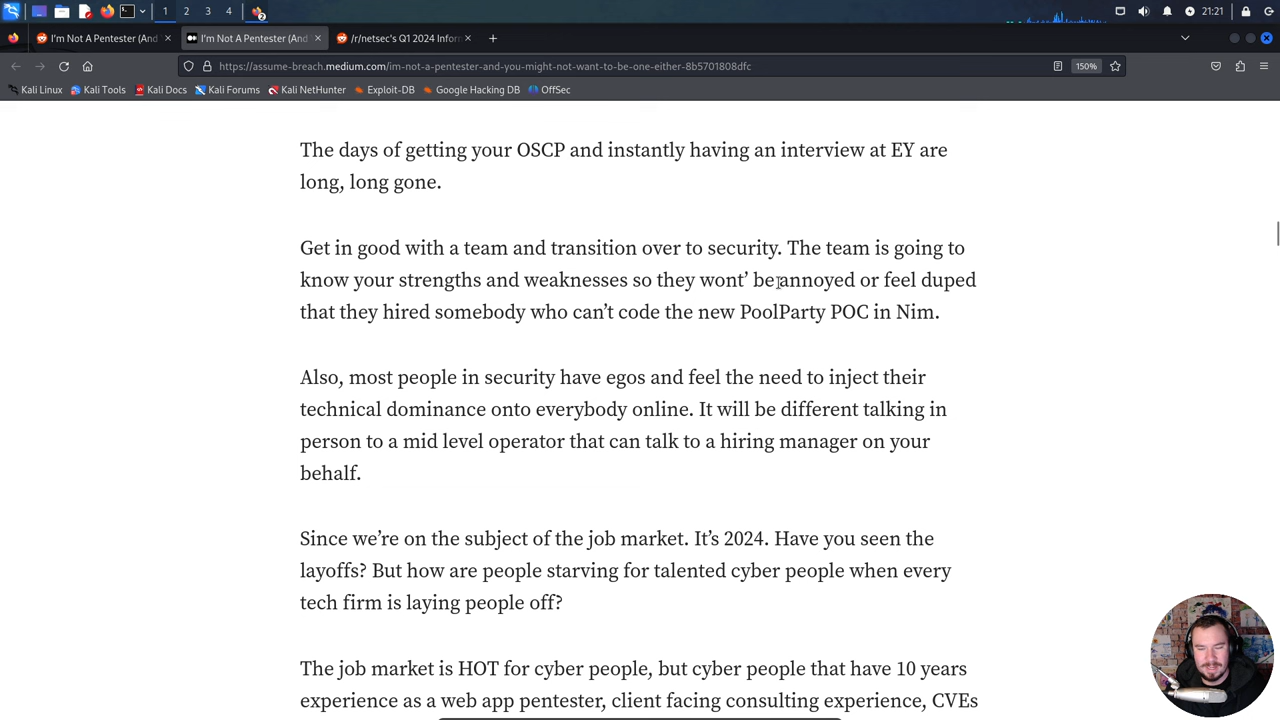 1
2
3
4
2
21:21
I'm Not A Pentester (And
I'm Not A Pentester (And
/r/netsec's Q1 2024 Infor
https://assume-breach.medium.com/im-not-a-pentester-and-you-might-not-want-to-be-one-either-8b5701808dfc
150%
Kali Linux
Kali Tools
Kali Docs
Kali Forums
Kali NetHunter
Exploit-DB
Google Hacking DB
OffSec
The days of getting your OSCP and instantly having an interview at EY are
long, long gone.
Get in good with a team and transition over to security. The team is going to
know your strengths and weaknesses so they wont’ be annoyed or feel duped
that they hired somebody who can’t code the new PoolParty POC in Nim.
Also, most people in security have egos and feel the need to inject their
technical dominance onto everybody online. It will be different talking in
person to a mid level operator that can talk to a hiring manager on your
behalf.
Since we’re on the subject of the job market. It’s 2024. Have you seen the
layoffs? But how are people starving for talented cyber people when every
tech firm is laying people off?
The job market is HOT for cyber people, but cyber people that have 10 years
experience as a web app pentester, client facing consulting experience, CVEs